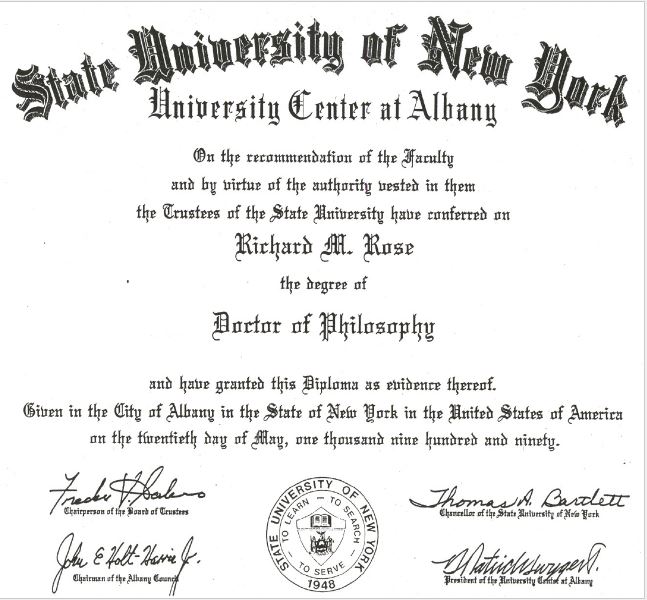 State University of New York
University Center at Albany
On the recommendation of the Faculty
and by virtue of the authority vested in them
the Trustees of the State University have conferred on
Richard M. Rose
the degree of
Doctor of Philosophy
and have granted this Diploma as evidence thereof.
Given in the City of Albany in the State of New York in the United States of America
on the twentieth day of May, one thousand nine hundred and ninety.
Chairperson of the Board of Trustees
Thomas A. Bartlett
Chancellor of the State University of New York
John E Holt-Harris Jr.
Chairman of the Albany Council
President of the University Center at Albany
STATE UNIVERSITY OF NEW YORK
TO LEARN – TO SEARCH – TO SERVE
1948